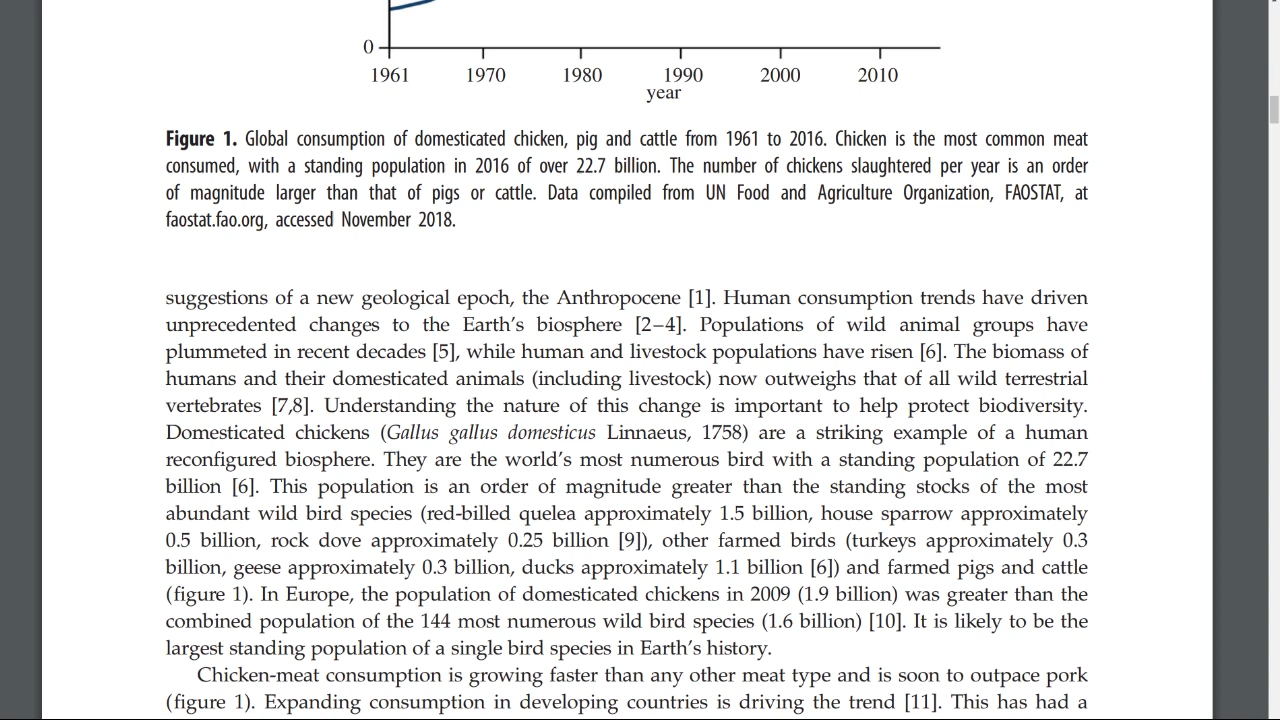 0
1961 1970 1980 1990 2000 2010
year
Figure 1. Global consumption of domesticated chicken, pig and cattle from 1961 to 2016. Chicken is the most common meat
consumed, with a standing population in 2016 of over 22.7 billion. The number of chickens slaughtered per year is an order
of magnitude larger than that of pigs or cattle. Data compiled from UN Food and Agriculture Organization, FAOSTAT, at
faostat.fao.org, accessed November 2018.
suggestions of a new geological epoch, the Anthropocene [1]. Human consumption trends have driven
unprecedented changes to the Earth's biosphere [2–4]. Populations of wild animal groups have
plummeted in recent decades [5], while human and livestock populations have risen [6]. The biomass of
humans and their domesticated animals (including livestock) now outweighs that of all wild terrestrial
vertebrates [7,8]. Understanding the nature of this change is important to help protect biodiversity.
Domesticated chickens (Gallus gallus domesticus Linnaeus, 1758) are a striking example of a human
reconfigured biosphere. They are the world's most numerous bird with a standing population of 22.7
billion [6]. This population is an order of magnitude greater than the standing stocks of the most
abundant wild bird species (red-billed quelea approximately 1.5 billion, house sparrow approximately
0.5 billion, rock dove approximately 0.25 billion [9]), other farmed birds (turkeys approximately 0.3
billion, geese approximately 0.3 billion, ducks approximately 1.1 billion [6]) and farmed pigs and cattle
(figure 1). In Europe, the population of domesticated chickens in 2009 (1.9 billion) was greater than the
combined population of the 144 most numerous wild bird species (1.6 billion) [10]. It is likely to be the
largest standing population of a single bird species in Earth's history.
Chicken-meat consumption is growing faster than any other meat type and is soon to outpace pork
(figure 1). Expanding consumption in developing countries is driving the trend [11]. This has had a